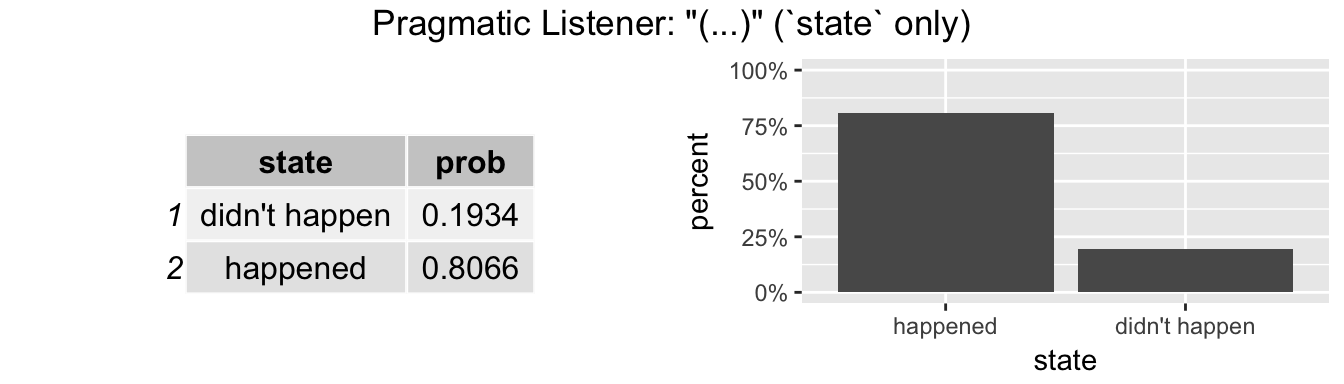 Pragmatic Listener: "(...)" (`state` only)
state prob
1 didn't happen 0.1934
2 happened 0.8066
percent
100%
75%
50%
25%
0%
happened didn't happen
state